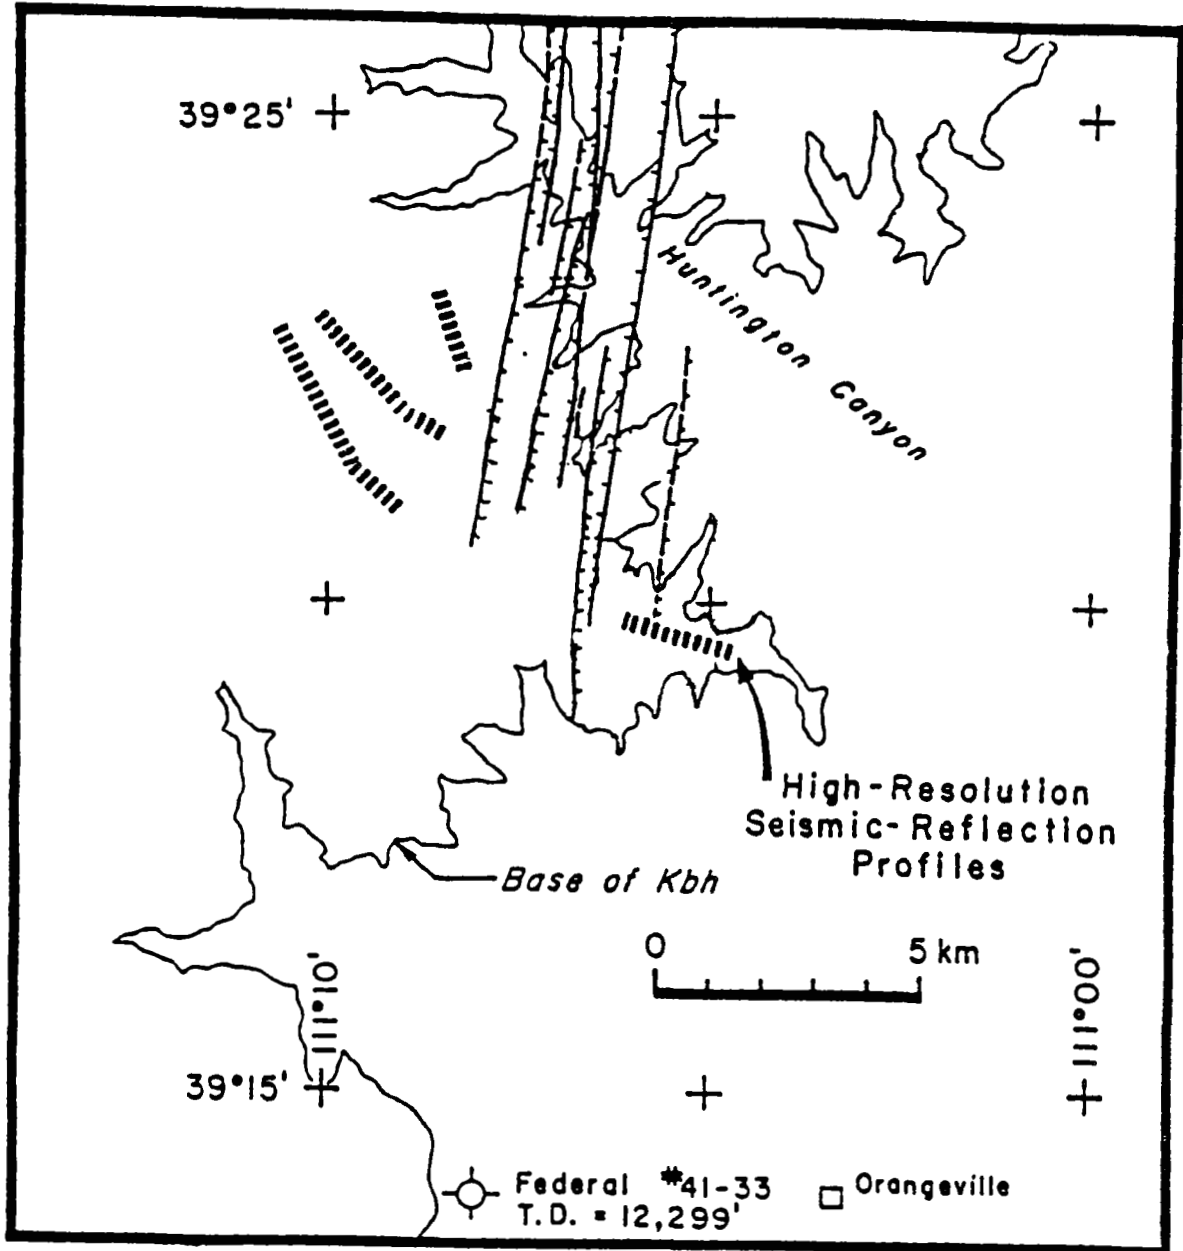 39°25'
Huntington Canyon
High-Resolution
Seismic-Reflection
Profiles
Base of Kbh
0 5 km
111°10'
111°00'
39°15'
Federal #41-33
T.D. = 12,299'
Orangeville